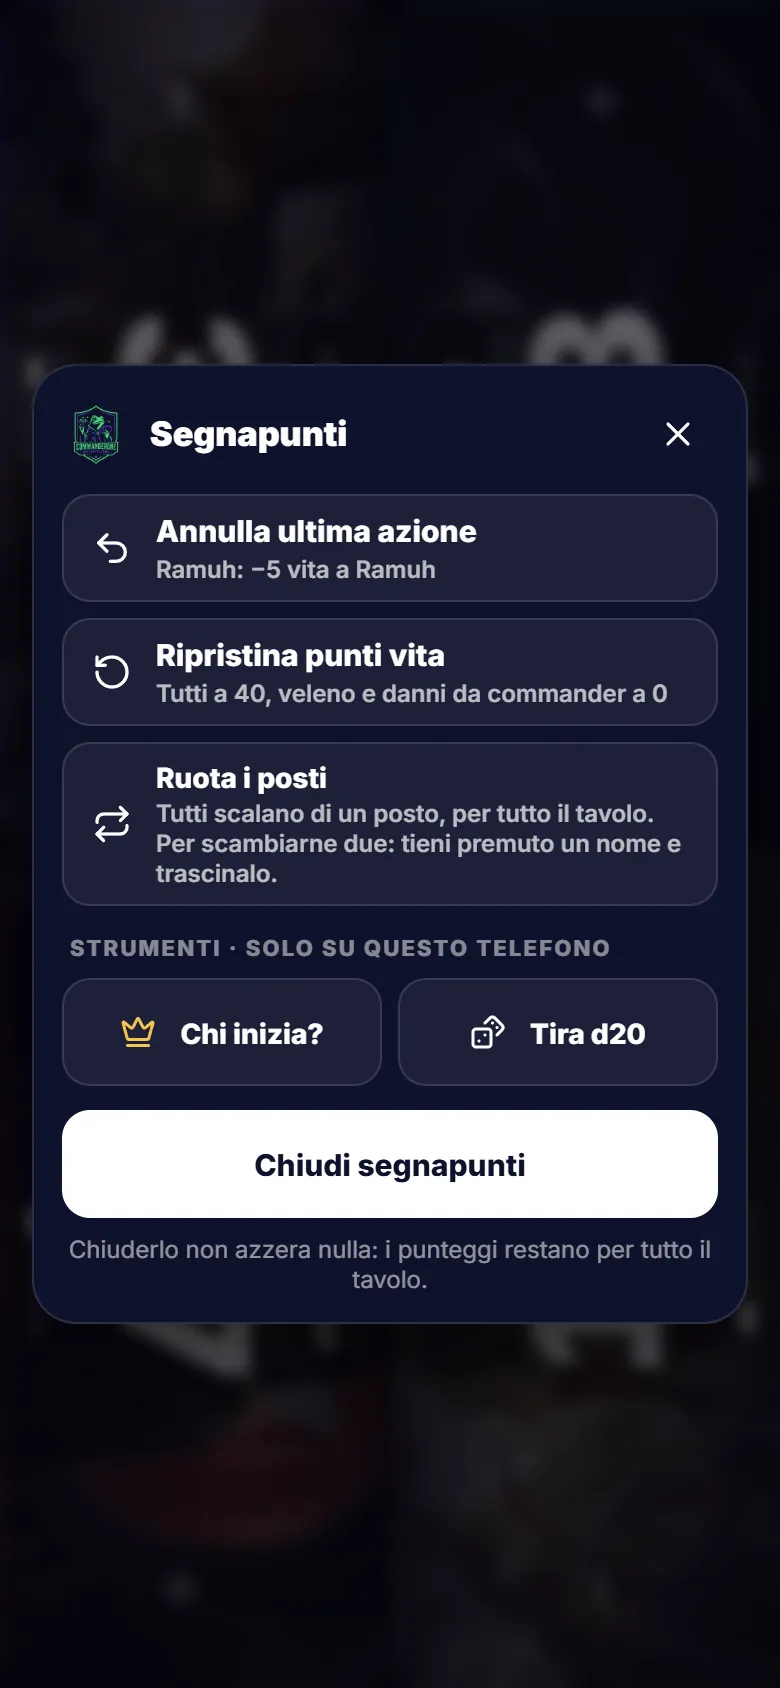 COMMANDERONE
Segnapunti
Annulla ultima azione
Ramuh: −5 vita a Ramuh
Ripristina punti vita
Tutti a 40, veleno e danni da commander a 0
Ruota i posti
Tutti scalano di un posto, per tutto il tavolo.
Per scambiarne due: tieni premuto un nome e
trascinalo.
STRUMENTI · SOLO SU QUESTO TELEFONO
Chi inizia?
Tira d20
Chiudi segnapunti
Chiuderlo non azzera nulla: i punteggi restano per tutto il
tavolo.